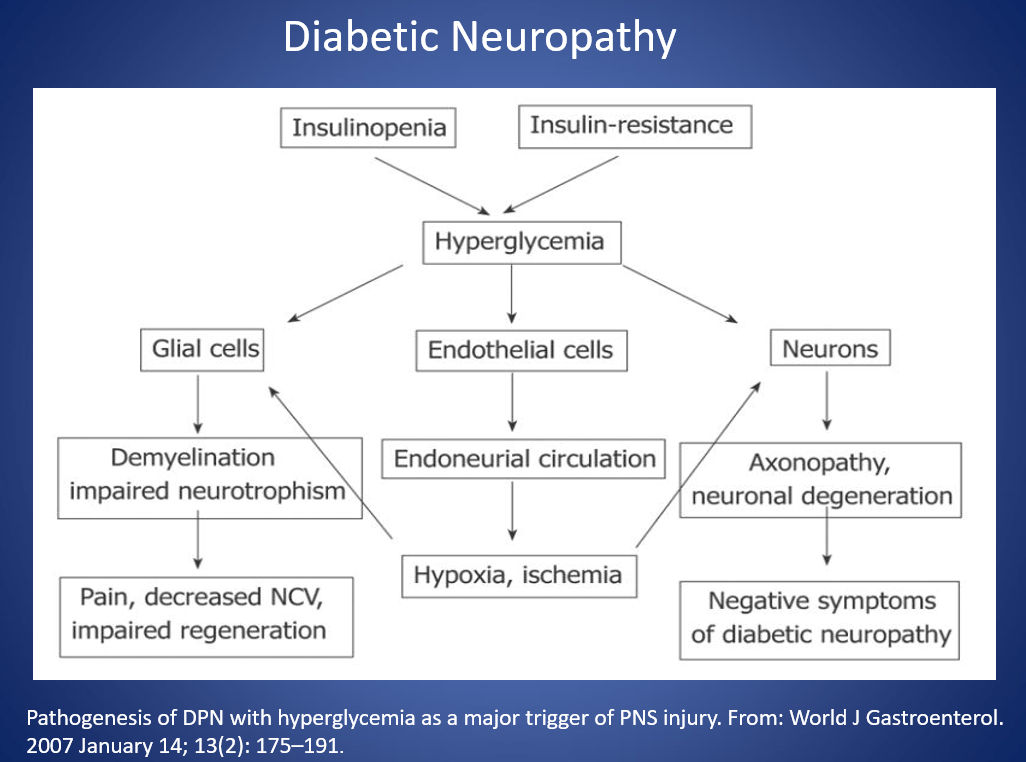 Diabetic Neuropathy
Insulinopenia
Insulin-resistance
Hyperglycemia
Glial cells
Endothelial cells
Neurons
Demyelination
impaired neurotrophism
Endoneurial circulation
Axonopathy,
neuronal degeneration
Hypoxia, ischemia
Pain, decreased NCV,
impaired regeneration
Negative symptoms
of diabetic neuropathy
Pathogenesis of DPN with hyperglycemia as a major trigger of PNS injury. From: World J Gastroenterol.
2007 January 14; 13(2): 175–191.